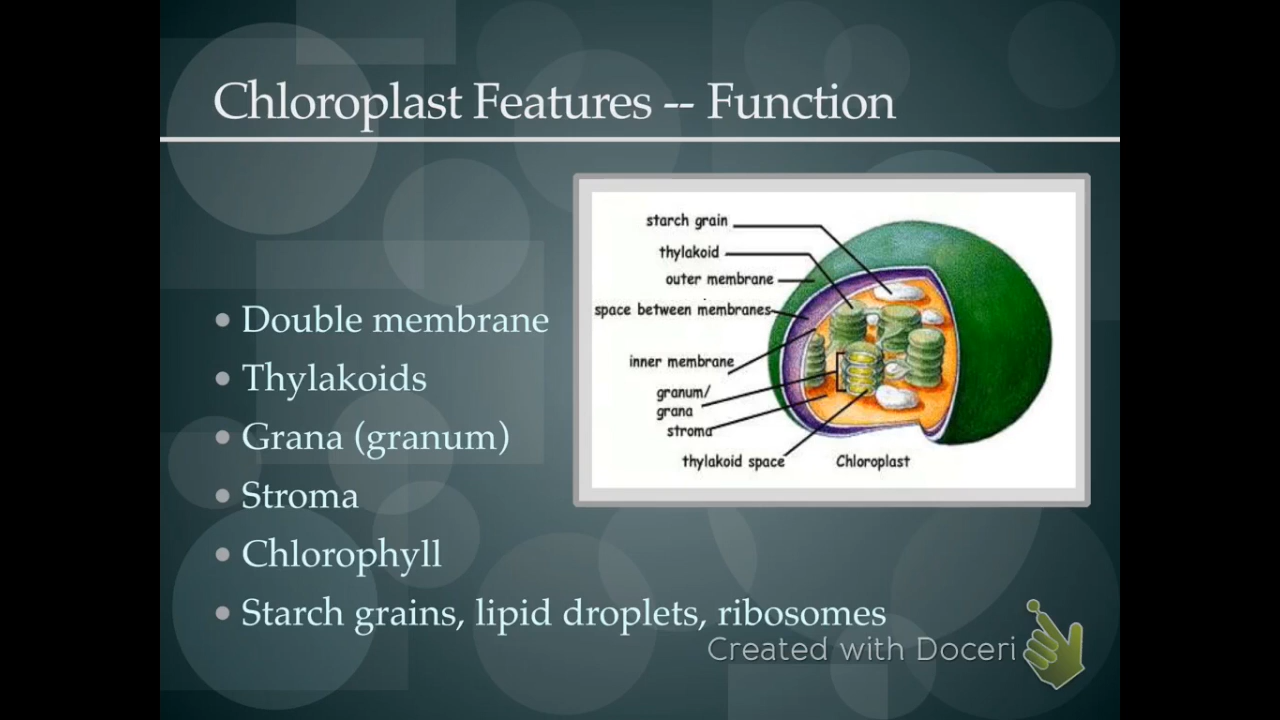 Chloroplast Features -- Function
• Double membrane
• Thylakoids
• Grana (granum)
• Stroma
• Chlorophyll
• Starch grains, lipid droplets, ribosomes
starch grain
thylakoid
outer membrane
space between membranes
inner membrane
granum/
grana
stroma
thylakoid space
Chloroplast
Created with Doceri